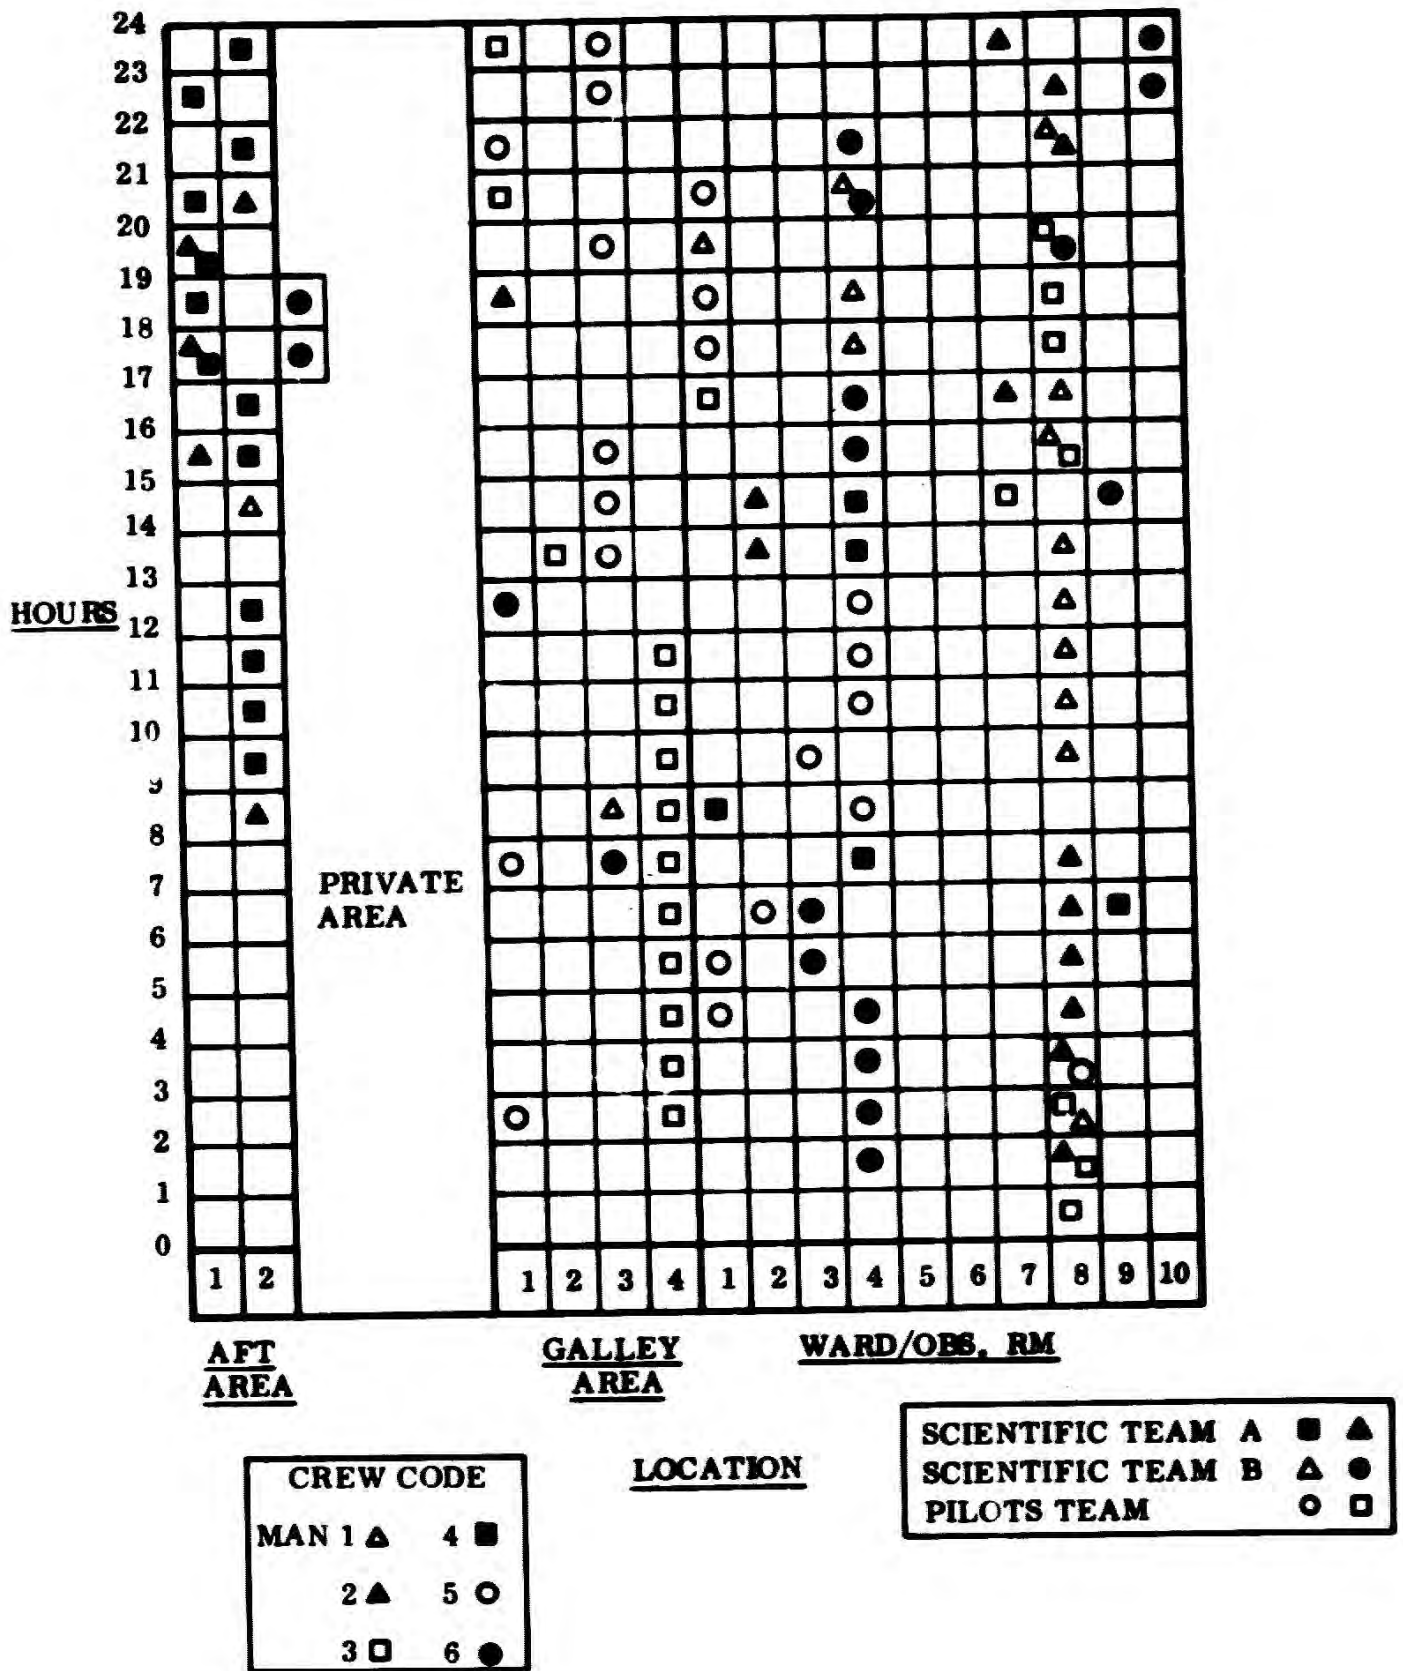 24
23
22
21
20
19
18
17
16
15
14
13
HOURS 12
11
10
9
8
7
6
5
4
3
2
1
0
PRIVATE
AREA
1 2 1 2 3 4 1 2 3 4 5 6 7 8 9 10
AFT
AREA
GALLEY
AREA
WARD/OBS. RM
LOCATION
CREW CODE
MAN 1 4
2 5
3 6
SCIENTIFIC TEAM A
SCIENTIFIC TEAM B
PILOTS TEAM